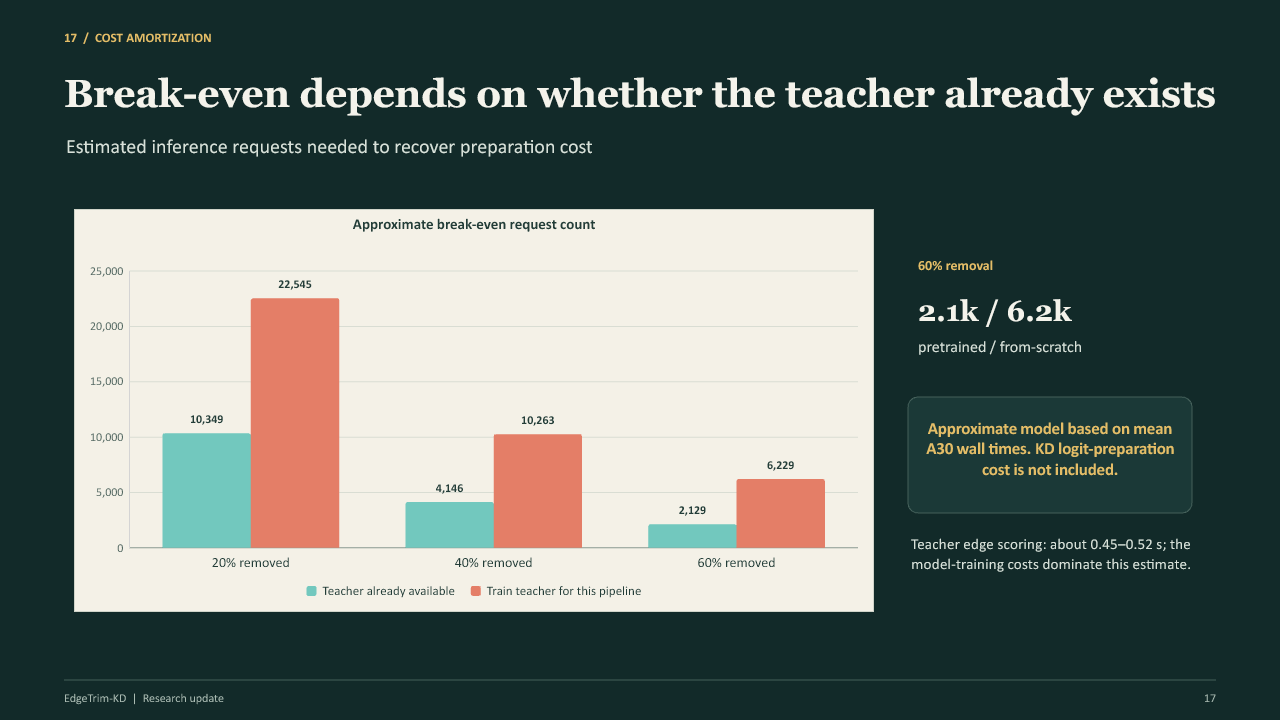 17 / COST AMORTIZATION
Break-even depends on whether the teacher already exists
Estimated inference requests needed to recover preparation cost
Approximate break-even request count
25,000
20,000
15,000
10,000
5,000
0
22,545
10,349
10,263
4,146
6,229
2,129
20% removed
40% removed
60% removed
Teacher already available
Train teacher for this pipeline
60% removal
2.1k / 6.2k
pretrained / from-scratch
Approximate model based on mean
A30 wall times. KD logit-preparation
cost is not included.
Teacher edge scoring: about 0.45–0.52 s; the
model-training costs dominate this estimate.
EdgeTrim-KD | Research update
17